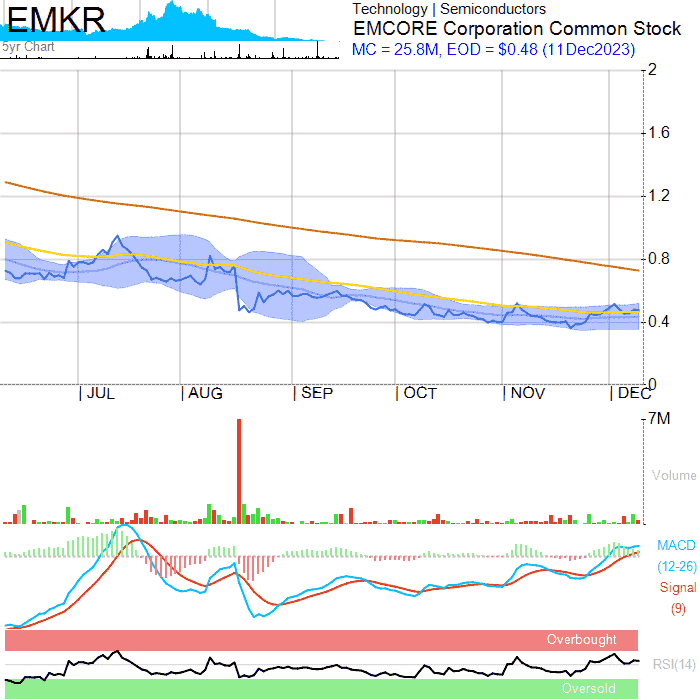 EMKR
5yr Chart
Technology | Semiconductors
EMCORE Corporation Common Stock
MC = 25.8M, EOD = $0.48 (11Dec2023)
2
1.6
1.2
0.8
0.4
0
| JUL | AUG | SEP | OCT | NOV | DEC
7M
Volume
MACD
(12-26)
Signal
(9)
Overbought
RSI(14)
Oversold